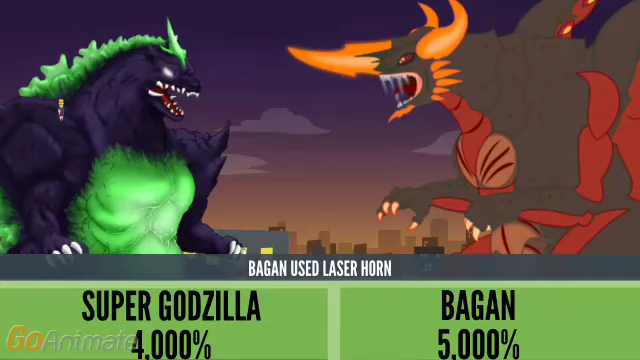 BAGAN USED LASER HORN
SUPER GODZILLA
4,000%
BAGAN
5,000%
GoAnimate